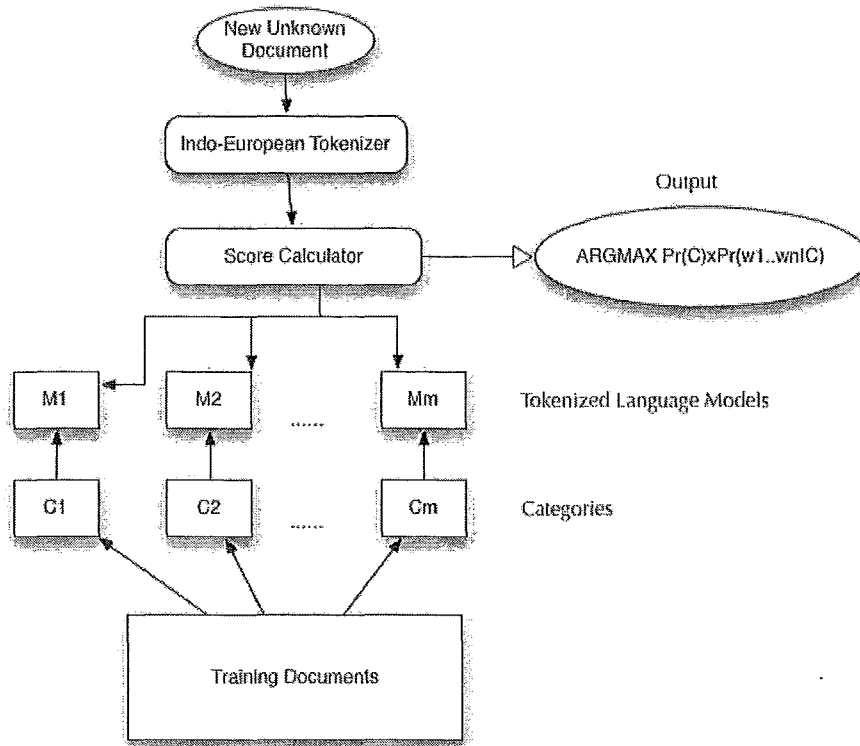 New Unknown
Document
Indo-European Tokenizer
Output
Score Calculator
ARGMAX Pr(C)xPr(w1..wn|C)
M1
M2
......
Mm
Tokenized Language Models
C1
C2
......
Cm
Categories
Training Documents